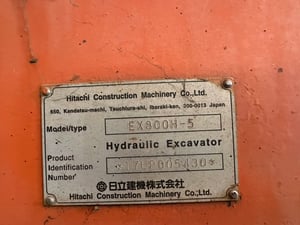 Hitachi Construction Machinery Co.,Ltd.
650, Kandatsu-machi, Tsuchiura-shi, Ibaraki-ken, 300-0013 Japan
Model/type EX800H-5
Hydraulic Excavator
Product
Identification
Number
日立建機株式会社
Hitachi Construction Machinery Co.,Ltd.